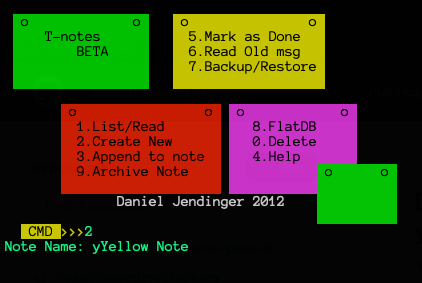 T-notes
BETA
5.Mark as Done
6.Read Old msg
7.Backup/Restore
1.List/Read
2.Create New
3.Append to note
9.Archive Note
8.FlatDB
0.Delete
4.Help
Daniel Jendinger 2012
CMD >>>2
Note Name: yYellow Note